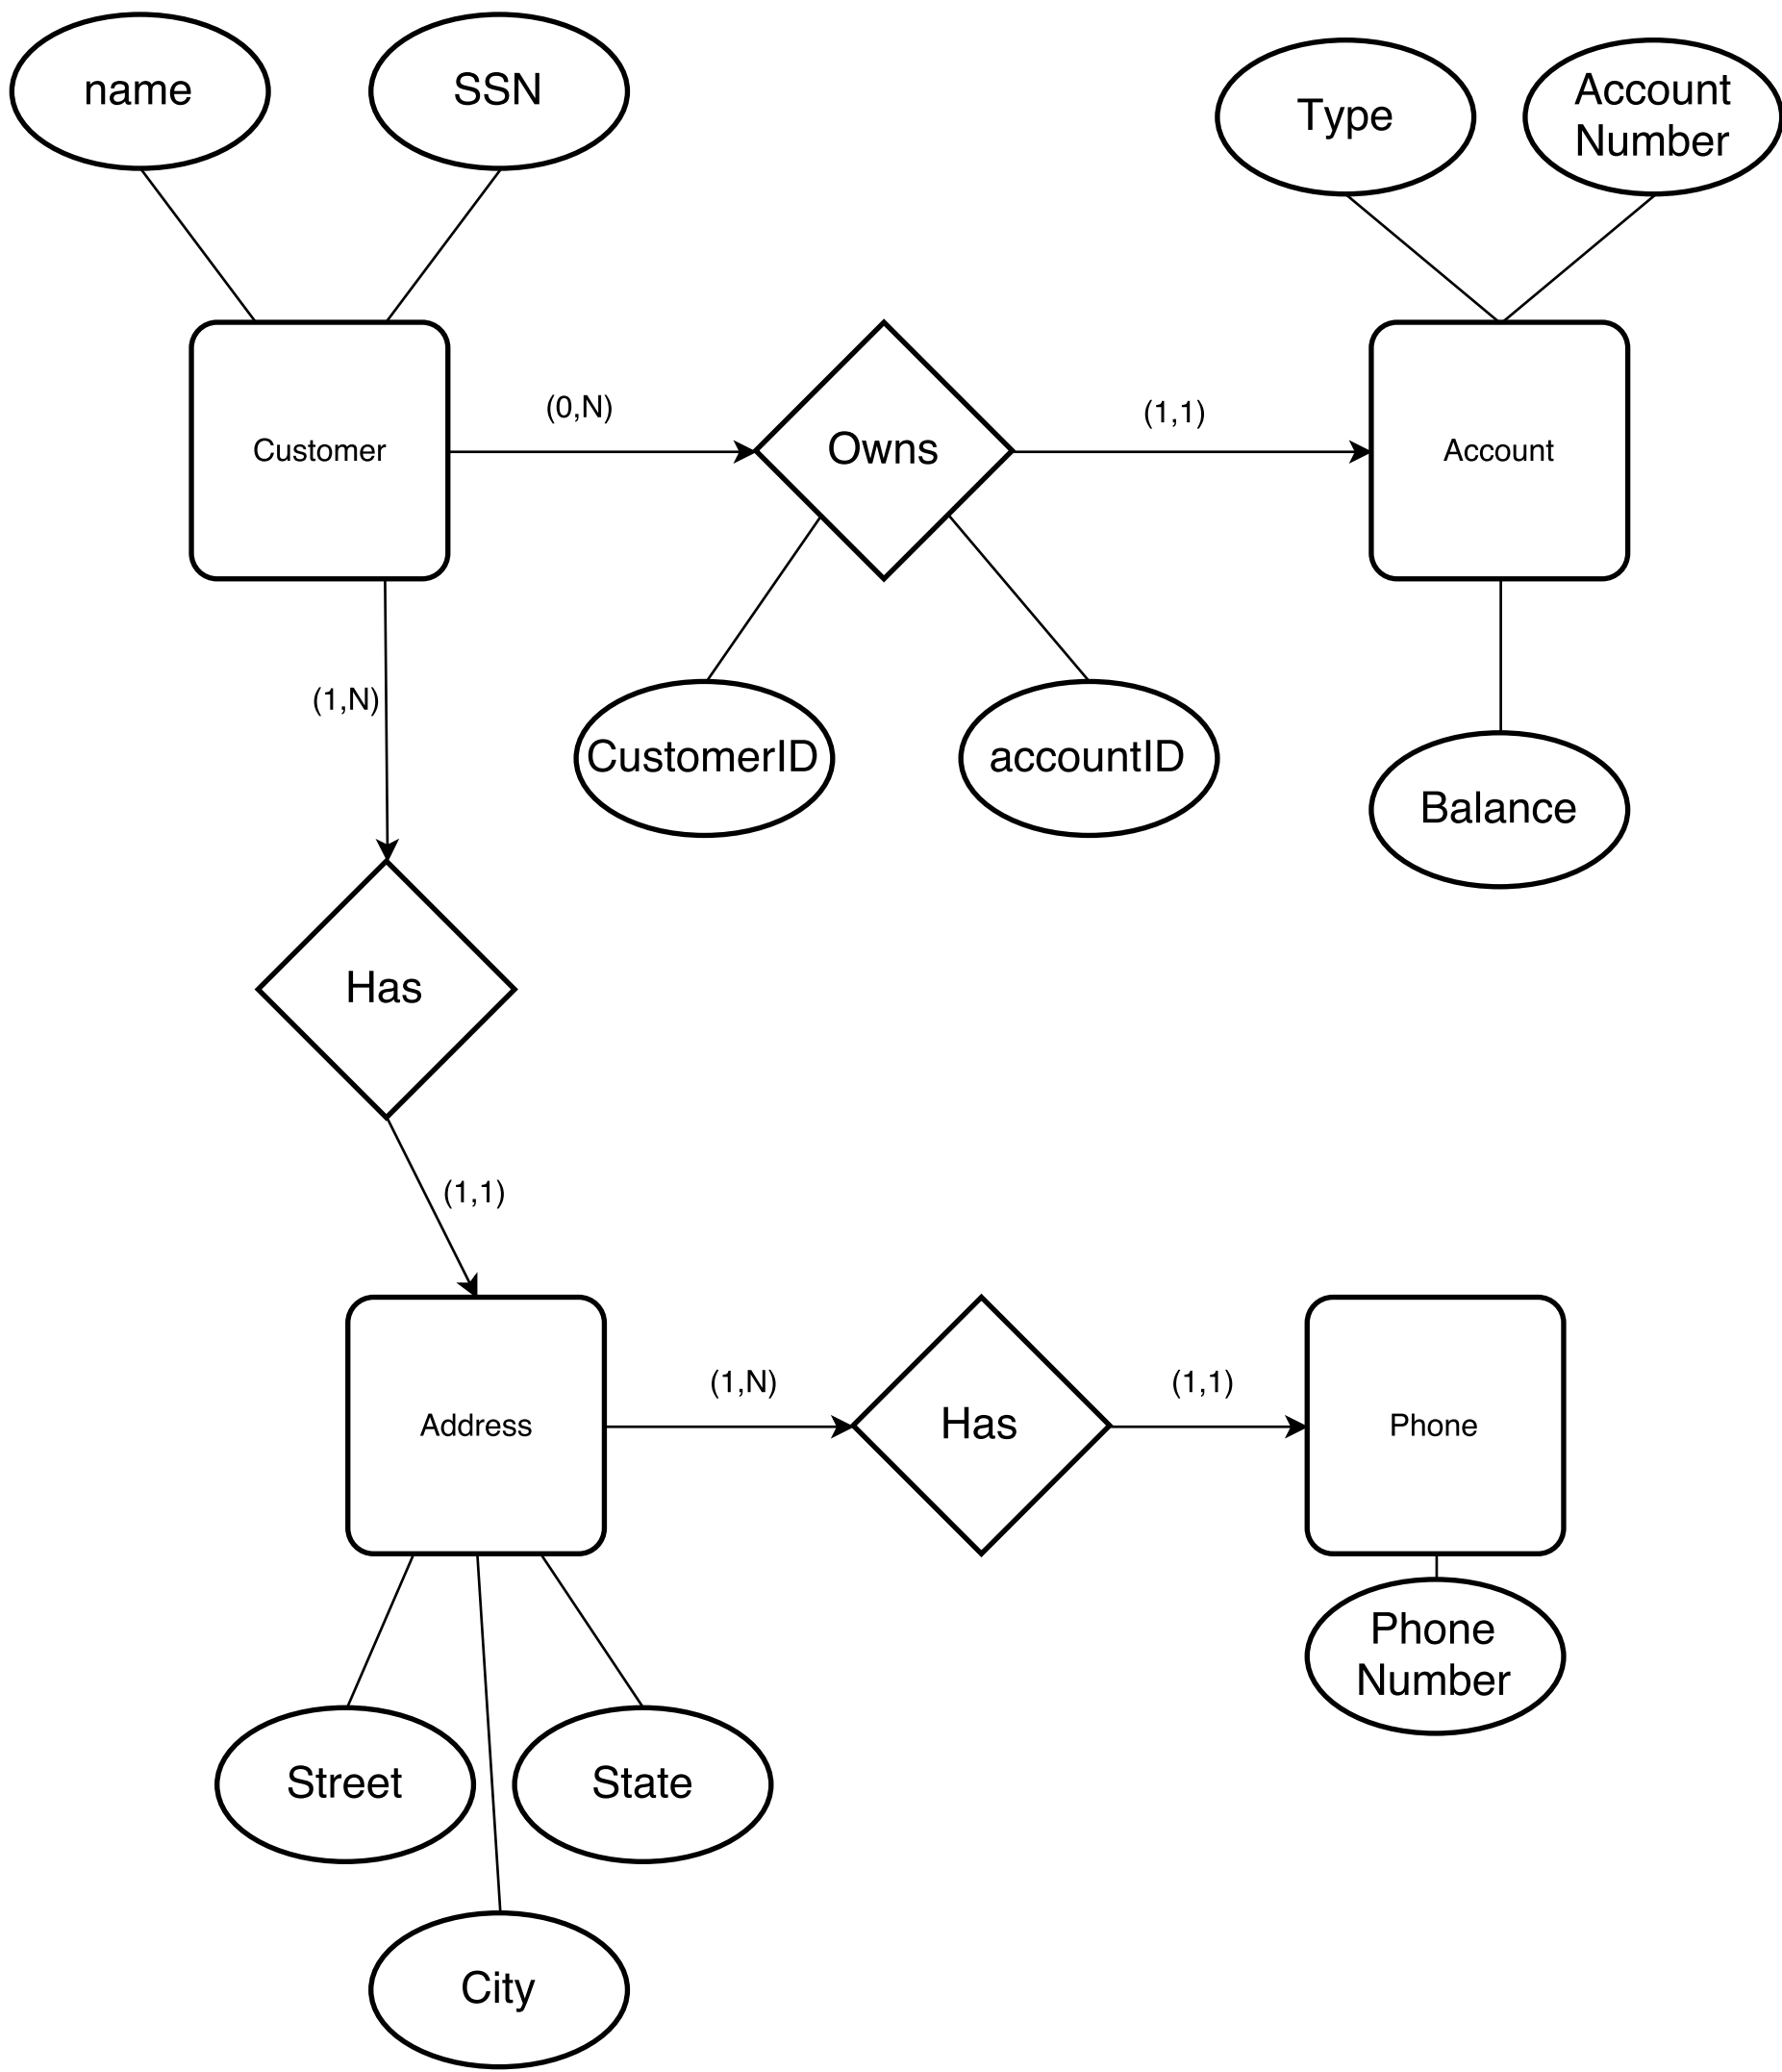 name
SSN
Type
Account
Number
Customer
(0,N)
Owns
(1,1)
Account
(1,N)
CustomerID
accountID
Balance
Has
(1,1)
Address
(1,N)
Has
(1,1)
Phone
Phone
Number
Street
State
City